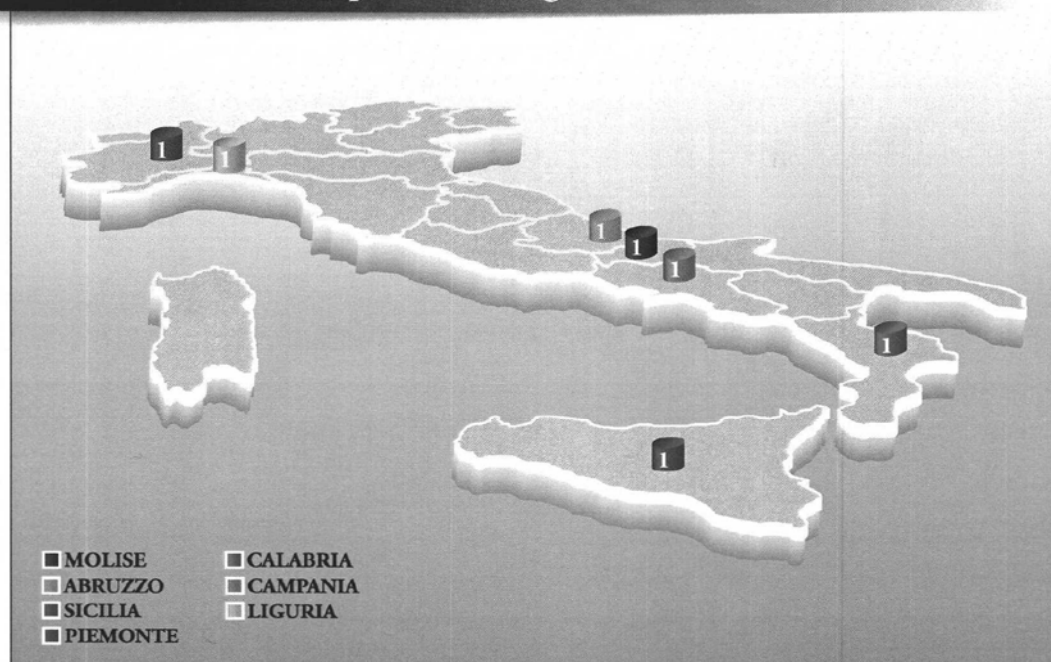 1
1
1
1
1
1
1
MOLISE
ABRUZZO
SICILIA
PIEMONTE
CALABRIA
CAMPANIA
LIGURIA